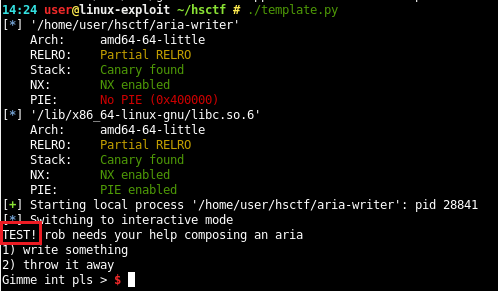 14:24 user@linux-exploit ~/hsctf # ./template.py
[*] '/home/user/hsctf/aria-writer'
Arch: amd64-64-little
RELRO: Partial RELRO
Stack: Canary found
NX: NX enabled
PIE: No PIE (0x400000)
[*] '/lib/x86_64-linux-gnu/libc.so.6'
Arch: amd64-64-little
RELRO: Partial RELRO
Stack: Canary found
NX: NX enabled
PIE: PIE enabled
[+] Starting local process '/home/user/hsctf/aria-writer': pid 28841
[*] Switching to interactive mode
TEST! rob needs your help composing an aria
1) write something
2) throw it away
Gimme int pls > $